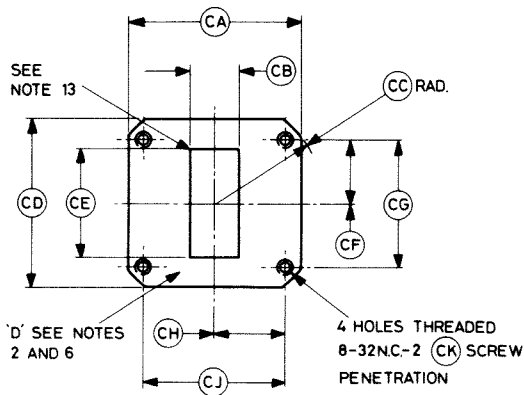 CA
SEE
NOTE 13
CB
CC RAD.
CD
CE
CG
CF
'D' SEE NOTES
2 AND 6
CH
CJ
4 HOLES THREADED
8-32N.C.-2 CK SCREW
PENETRATION